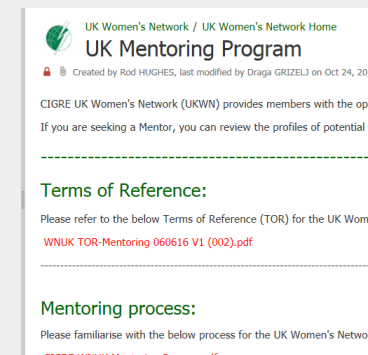 UK Women's Network / UK Women's Network Home
UK Mentoring Program
Created by Rod HUGHES, last modified by Draga GRIZELJ on Oct 24, 20
CIGRE UK Women's Network (UKWN) provides members with the op
If you are seeking a Mentor, you can review the profiles of potential
Terms of Reference:
Please refer to the below Terms of Reference (TOR) for the UK Wom
WNUK TOR-Mentoring 060616 V1 (002).pdf
Mentoring process:
Please familiarise with the below process for the UK Women's Netwo